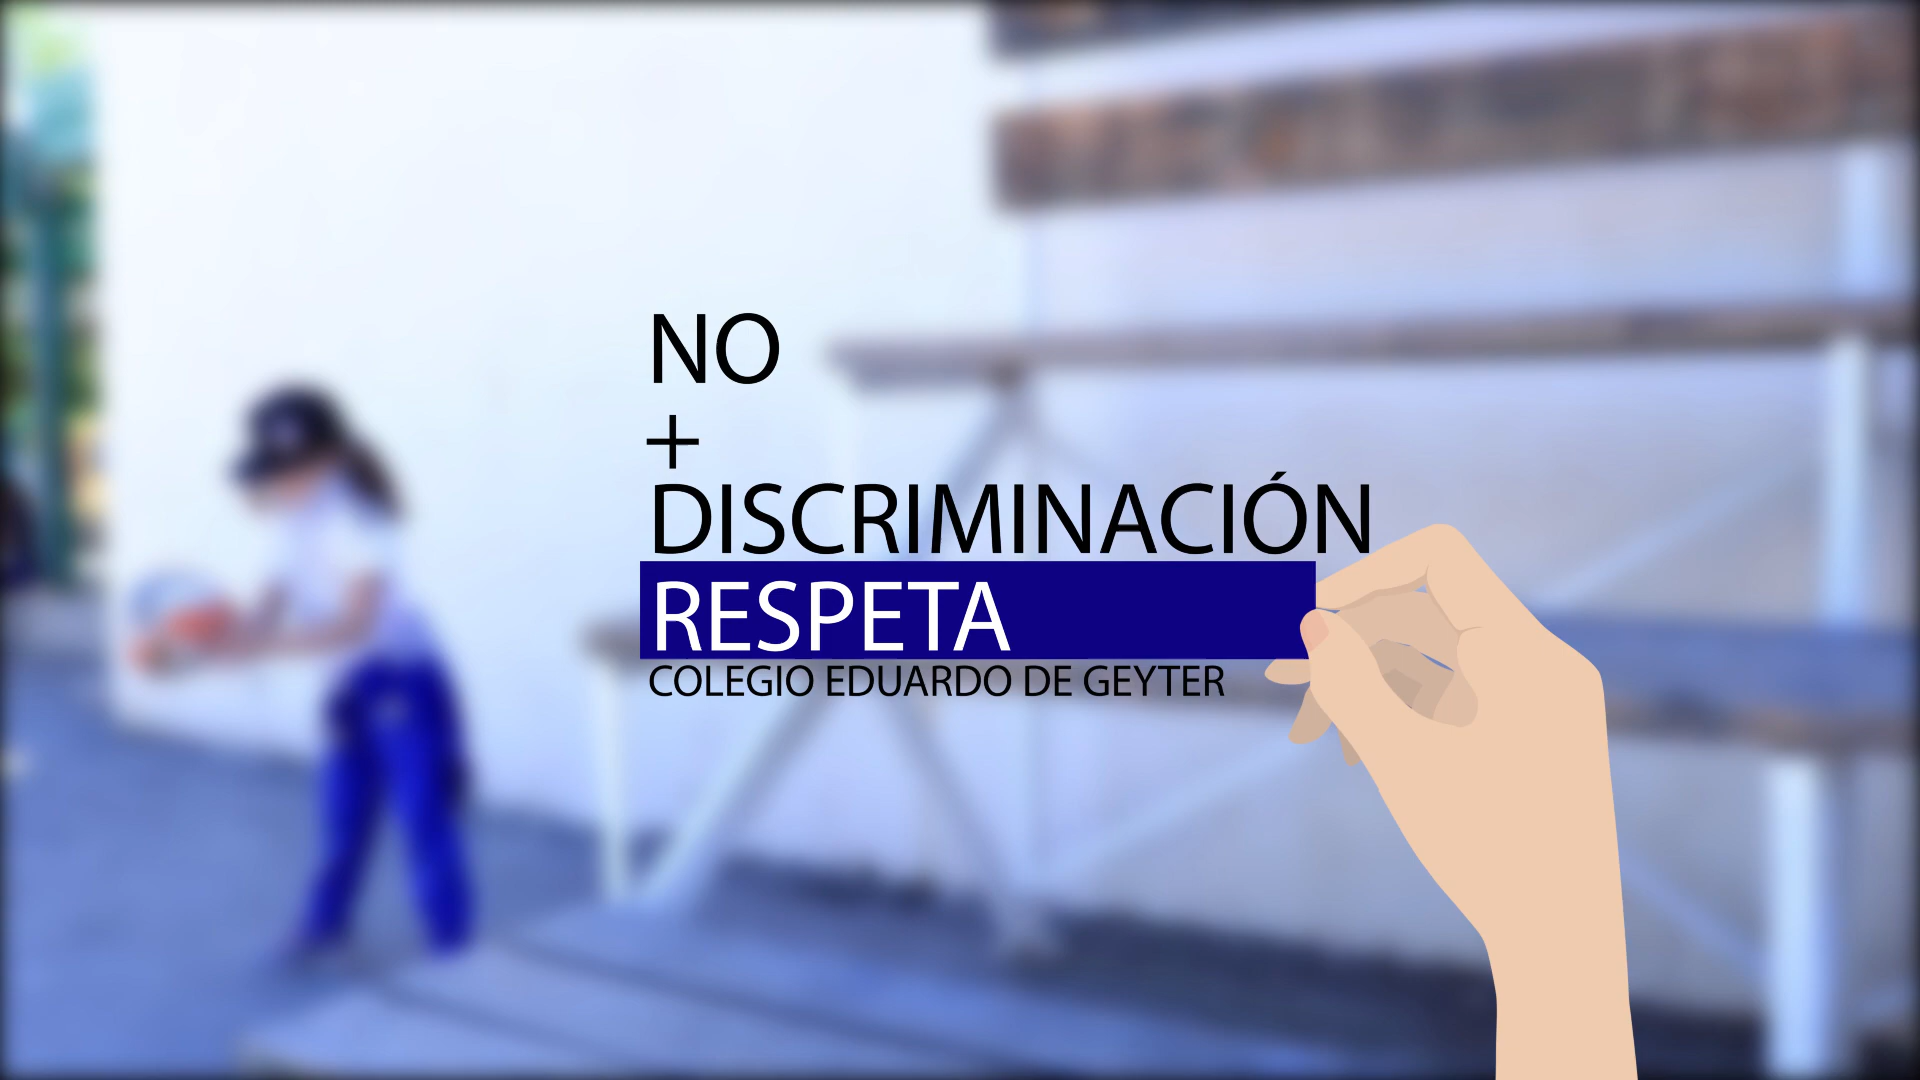 NO
+
DISCRIMINACIÓN
RESPETA
COLEGIO EDUARDO DE GEYTER